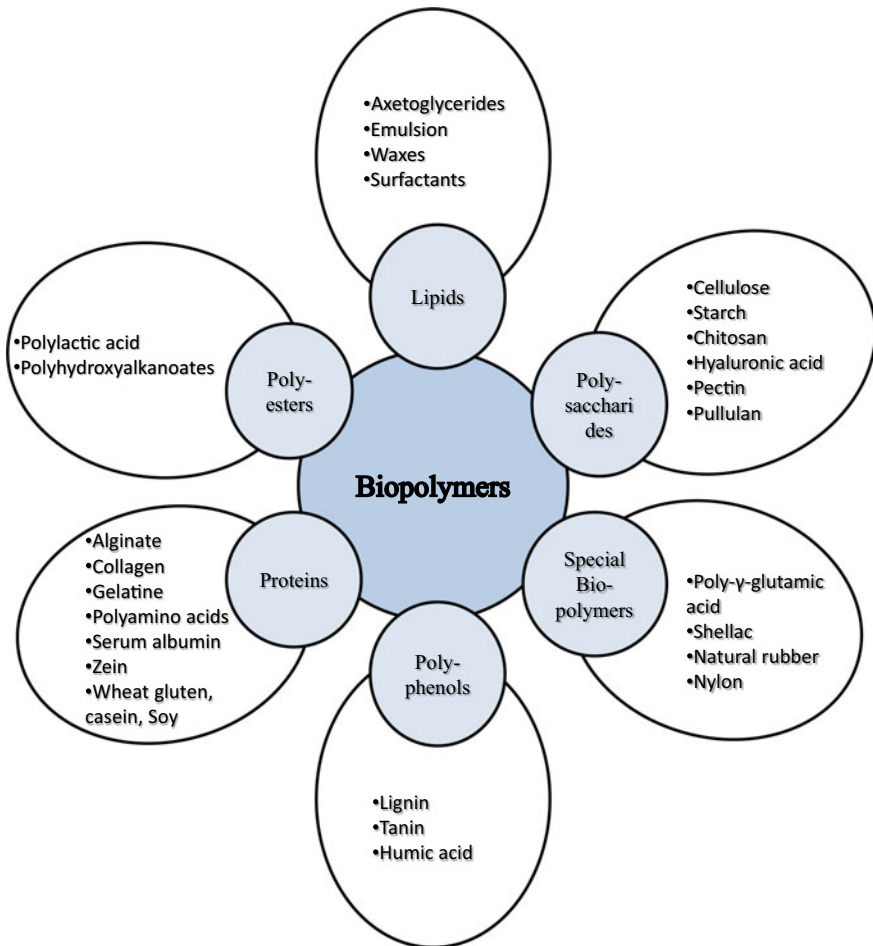 •Axetoglycerides
•Emulsion
•Waxes
•Surfactants
Lipids
•Cellulose
•Starch
•Chitosan
•Hyaluronic acid
•Pectin
•Pullulan
Poly-
sacchari
des
•Polylactic acid
•Polyhydroxyalkanoates
Poly-
esters
Biopolymers
•Alginate
•Collagen
•Gelatine
•Polyamino acids
•Serum albumin
•Zein
•Wheat gluten,
casein, Soy
Proteins
Special
Bio-
polymers
•Poly-γ-glutamic
acid
•Shellac
•Natural rubber
•Nylon
Poly-
phenols
•Lignin
•Tanin
•Humic acid